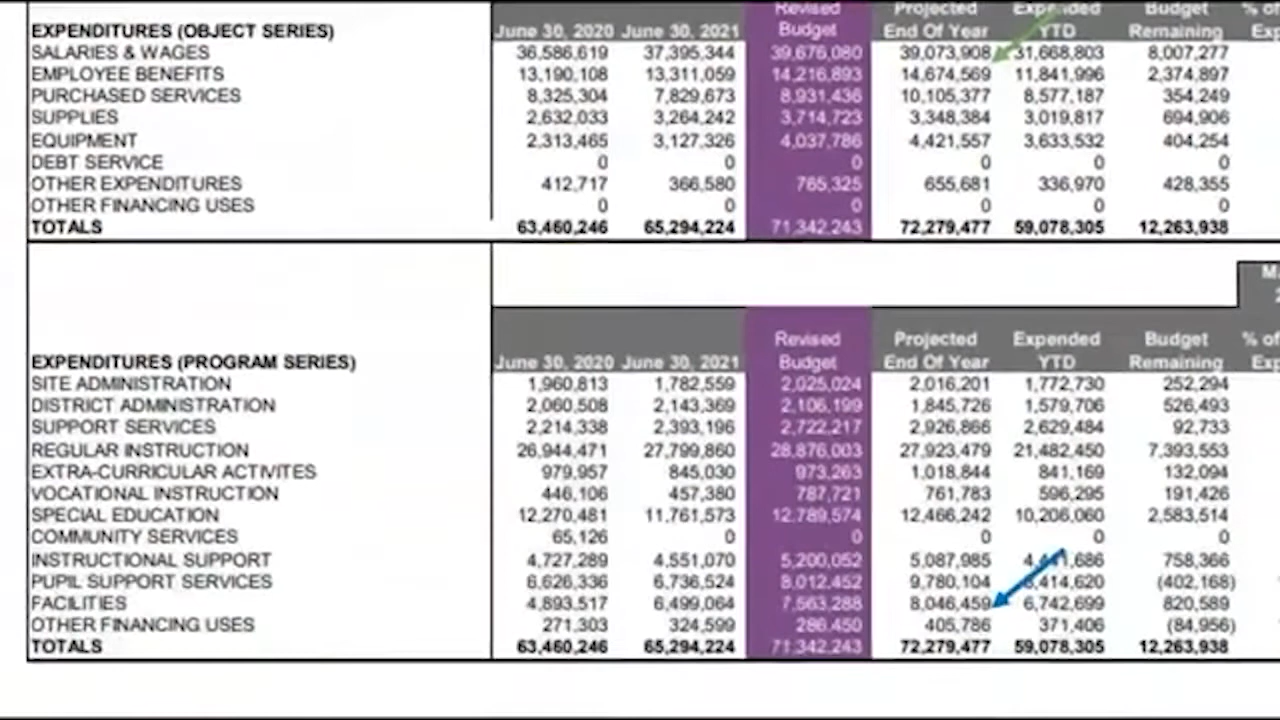 Revised Projected Expended Budget % of
EXPENDITURES (OBJECT SERIES) June 30, 2020 June 30, 2021 Budget End Of Year YTD Remaining Exp
SALARIES & WAGES 36,586,619 37,395,344 39,676,080 39,073,908 31,668,803 8,007,277
EMPLOYEE BENEFITS 13,190,108 13,311,059 14,216,893 14,674,569 11,841,996 2,374,897
PURCHASED SERVICES 8,325,304 7,829,673 8,931,436 10,105,377 8,577,187 354,249
SUPPLIES 2,632,033 3,264,242 3,714,723 3,348,384 3,019,817 694,906
EQUIPMENT 2,313,465 3,127,326 4,037,786 4,421,557 3,633,532 404,254
DEBT SERVICE 0 0 0 0 0 0
OTHER EXPENDITURES 412,717 366,580 765,325 655,681 336,970 428,355
OTHER FINANCING USES 0 0 0 0 0 0
TOTALS 63,460,246 65,294,224 71,342,243 72,279,477 59,078,305 12,263,938
Revised Projected Expended Budget % of
EXPENDITURES (PROGRAM SERIES) June 30, 2020 June 30, 2021 Budget End Of Year YTD Remaining Exp
SITE ADMINISTRATION 1,960,813 1,782,559 2,025,024 2,016,201 1,772,730 252,294
DISTRICT ADMINISTRATION 2,060,508 2,143,369 2,106,199 1,845,726 1,579,706 526,493
SUPPORT SERVICES 2,214,338 2,393,196 2,722,217 2,926,866 2,629,484 92,733
REGULAR INSTRUCTION 26,944,471 27,799,860 28,876,003 27,923,479 21,482,450 7,393,553
EXTRA-CURRICULAR ACTIVITES 979,957 845,030 973,263 1,018,844 841,169 132,094
VOCATIONAL INSTRUCTION 446,106 457,380 787,721 761,783 596,295 191,426
SPECIAL EDUCATION 12,270,481 11,761,573 12,789,574 12,466,242 10,206,060 2,583,514
COMMUNITY SERVICES 65,126 0 0 0 0 0
INSTRUCTIONAL SUPPORT 4,727,289 4,551,070 5,200,052 5,087,985 758,366
PUPIL SUPPORT SERVICES 6,626,336 6,736,524 8,012,452 9,780,104 8,414,620 (402,168)
FACILITIES 4,893,517 6,499,064 7,563,288 8,046,459 6,742,699 820,589
OTHER FINANCING USES 271,303 324,599 286,450 405,786 371,406 (84,956)
TOTALS 63,460,246 65,294,224 71,342,243 72,279,477 59,078,305 12,263,938